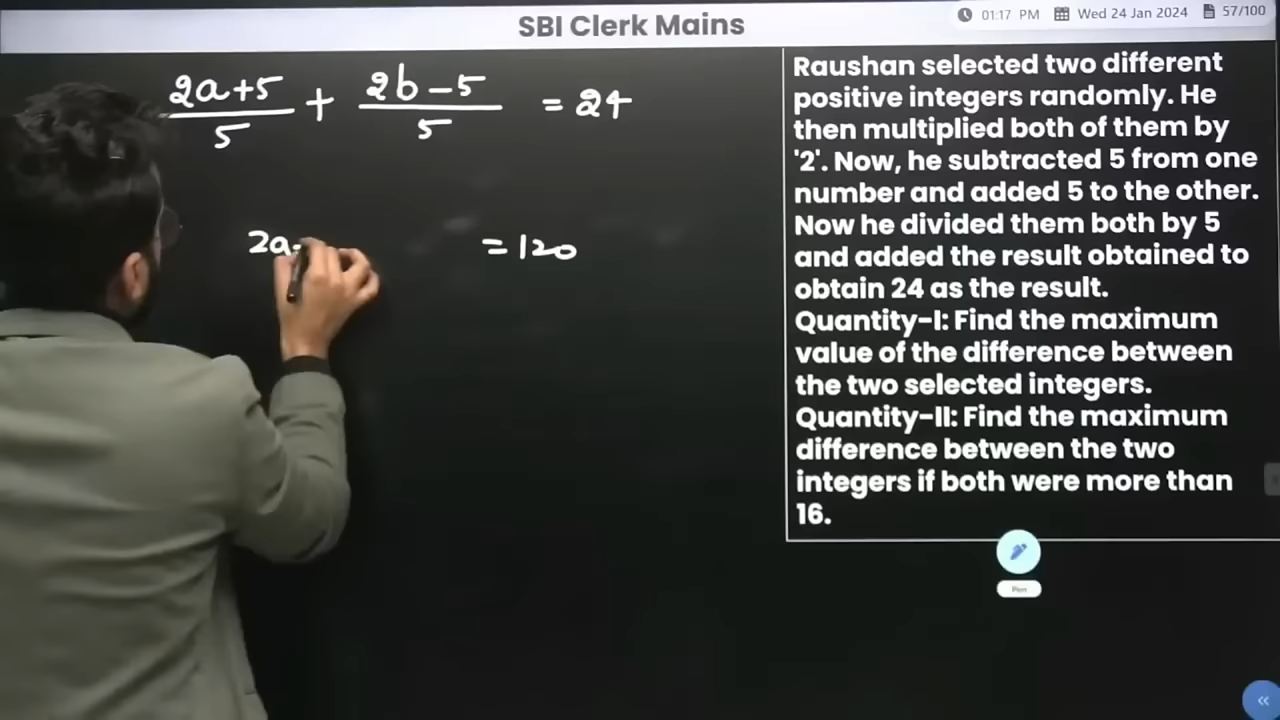 SBI Clerk Mains
01:17 PM Wed 24 Jan 2024 57/100
2a+5/5 + 2b-5/5 = 24
2a = 120
Raushan selected two different
positive integers randomly. He
then multiplied both of them by
'2'. Now, he subtracted 5 from one
number and added 5 to the other.
Now he divided them both by 5
and added the result obtained to
obtain 24 as the result.
Quantity-I: Find the maximum
value of the difference between
the two selected integers.
Quantity-II: Find the maximum
difference between the two
integers if both were more than
16.
Pen